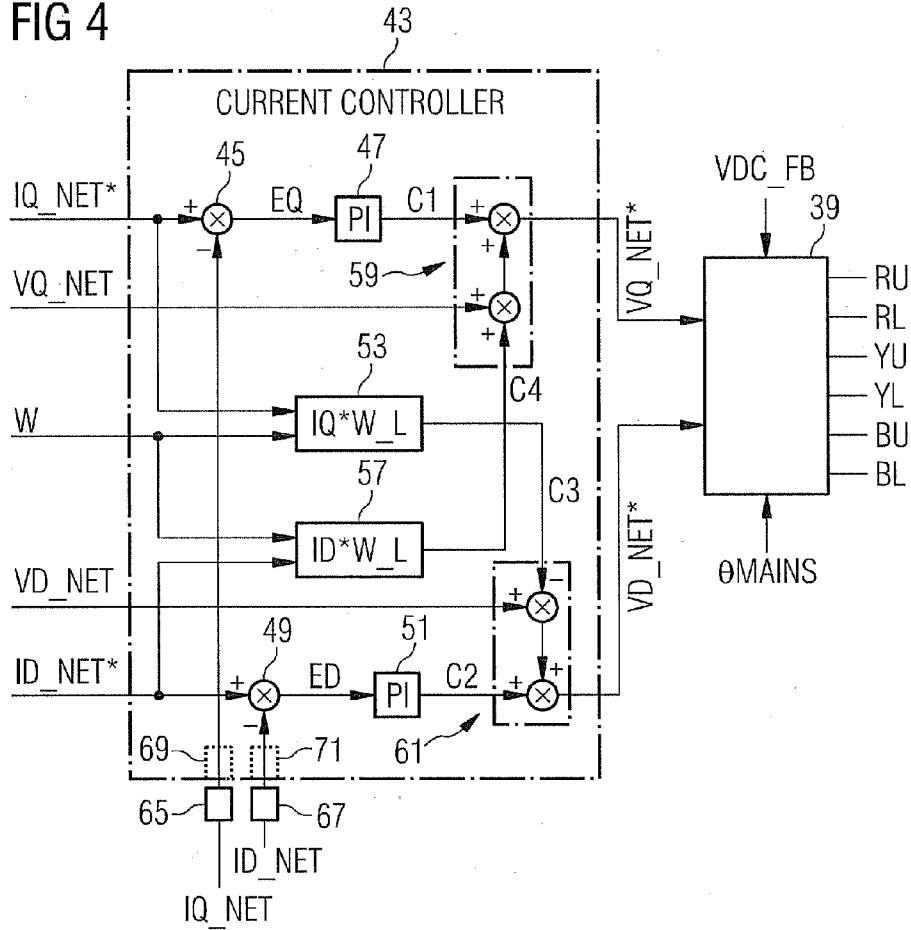 FIG 4
43
CURRENT CONTROLLER
45
47
VDC_FB
IQ_NET*
+
EQ
PI
C1
+
39
−
+
VQ_NET*
RU
59
VQ_NET
+
RL
+
YU
53
C4
YL
W
IQ*W_L
BU
57
C3
BL
ID*W_L
VD_NET
−
θMAINS
+
VD_NET*
49
51
ID_NET*
+
ED
PI
C2
+
+
−
61
69
71
65
67
ID_NET
IQ_NET